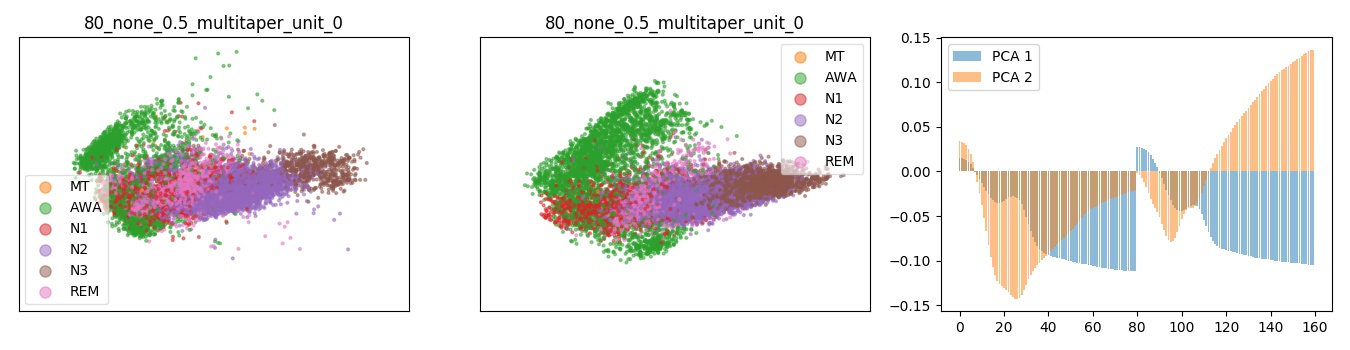 80_none_0.5_multitaper_unit_0
MT
AWA
N1
N2
N3
REM
80_none_0.5_multitaper_unit_0
MT
AWA
N1
N2
N3
REM
PCA 1
PCA 2
0.15
0.10
0.05
0.00
−0.05
−0.10
−0.15
0 20 40 60 80 100 120 140 160